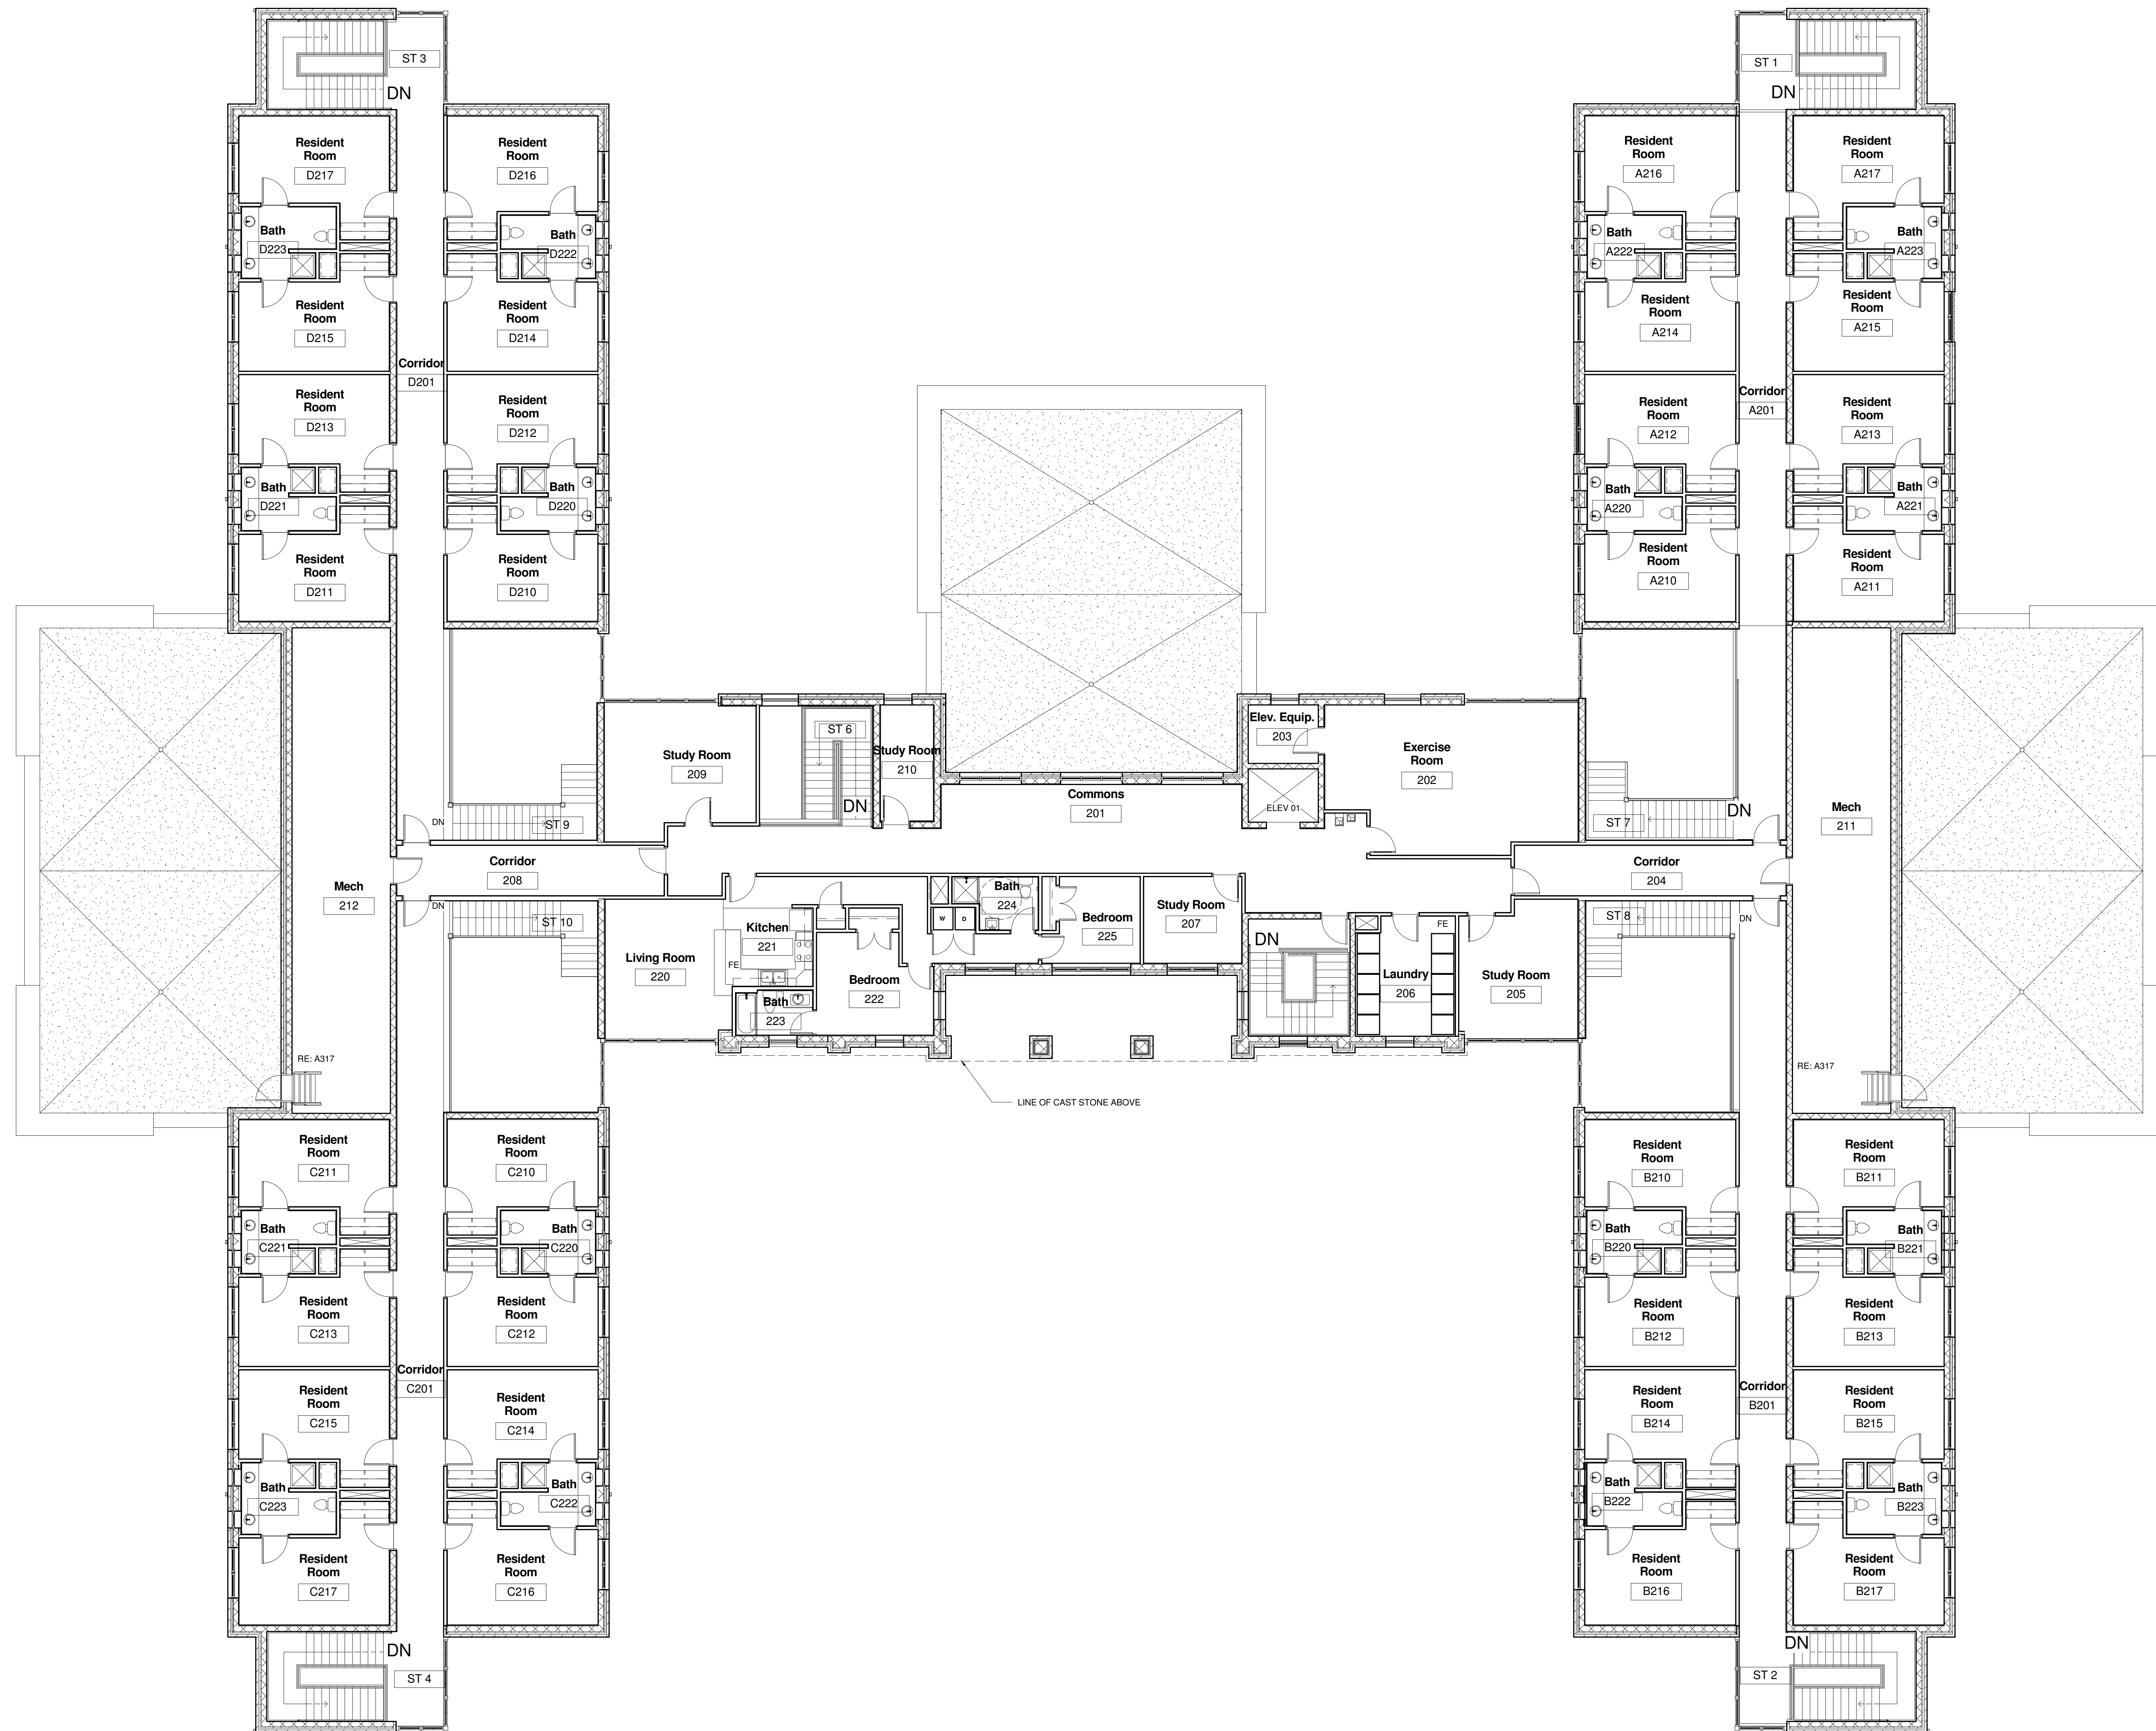 ST 3
DN
Resident
Room
D217
Resident
Room
D216
Bath
D223
Bath
D222
Resident
Room
D215
Resident
Room
D214
Corridor
D201
Resident
Room
D213
Resident
Room
D212
Bath
D221
Bath
D220
Resident
Room
D211
Resident
Room
D210
ST 1
DN
Resident
Room
A216
Resident
Room
A217
Bath
A222
Bath
A223
Resident
Room
A214
Resident
Room
A215
Corridor
A201
Resident
Room
A212
Resident
Room
A213
Bath
A220
Bath
A221
Resident
Room
A210
Resident
Room
A211
Study Room
209
ST 6
DN
Study Room
210
Commons
201
Elev. Equip.
203
ELEV 01
Exercise
Room
202
DN
ST 9
ST 7
DN
Mech
211
Mech
212
Corridor
208
Corridor
204
DN
ST 10
Living Room
220
Kitchen
221
FE
Bath
223
Bedroom
222
W
D
Bath
224
Bedroom
225
Study Room
207
DN
Laundry
206
FE
Study Room
205
ST 8
DN
RE: A317
RE: A317
LINE OF CAST STONE ABOVE
Resident
Room
C211
Resident
Room
C210
Bath
C221
Bath
C220
Resident
Room
C213
Resident
Room
C212
Corridor
C201
Resident
Room
C215
Resident
Room
C214
Bath
C223
Bath
C222
Resident
Room
C217
Resident
Room
C216
DN
ST 4
Resident
Room
B210
Resident
Room
B211
Bath
B220
Bath
B221
Resident
Room
B212
Resident
Room
B213
Corridor
B201
Resident
Room
B214
Resident
Room
B215
Bath
B222
Bath
B223
Resident
Room
B216
Resident
Room
B217
DN
ST 2